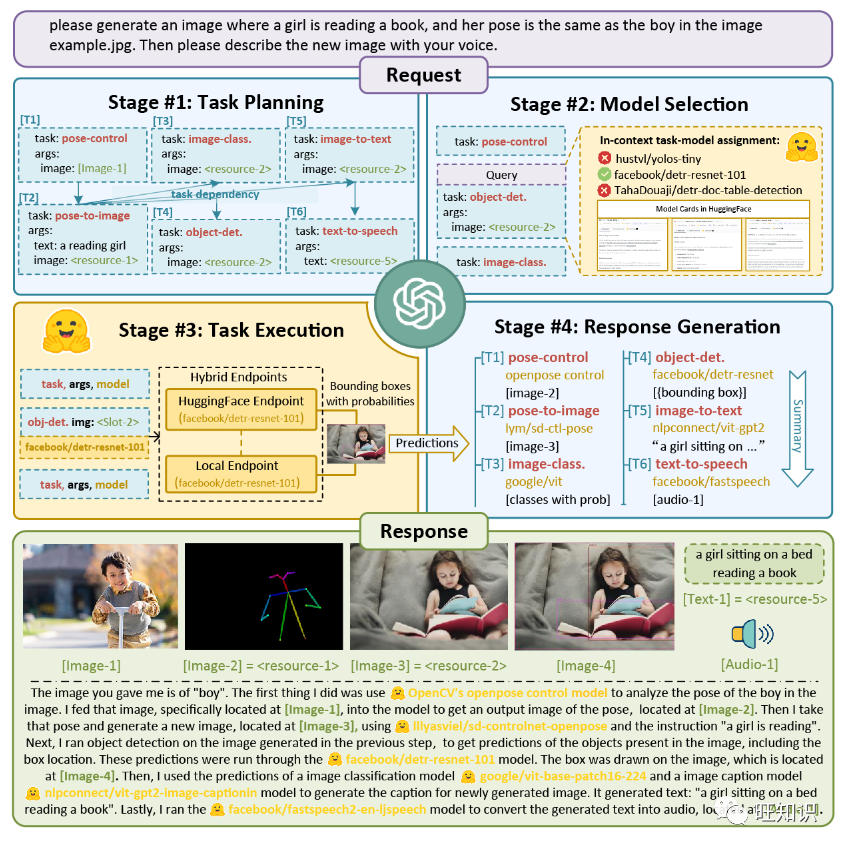 please generate an image where a girl is reading a book, and her pose is the same as the boy in the image
example.jpg. Then please describe the new image with your voice.
Request
Stage #1: Task Planning
[T1]
task: pose-control
args:
image: [Image-1]
[T3]
task: image-class.
args:
image: <resource-2>
[T5]
task: image-to-text
args:
image: <resource-2>
task dependency
[T2]
task: pose-to-image
args:
text: a reading girl
image: <resource-1>
[T4]
task: object-det.
args:
image: <resource-2>
[T6]
task: text-to-speech
args:
text: <resource-5>
Stage #2: Model Selection
task: pose-control
Query
task: object-det.
args:
image: <resource-2>
task: image-class.
In-context task-model assignment:
hustvl/yolos-tiny
facebook/detr-resnet-101
TahaDouaji/detr-doc-table-detection
Model Cards in HuggingFace
Stage #3: Task Execution
task, args, model
obj-det. img: <Slot-2>
facebook/detr-resnet-101
task, args, model
Hybrid Endpoints
HuggingFace Endpoint
(facebook/detr-resnet-101)
Local Endpoint
(facebook/detr-resnet-101)
Bounding boxes
with probabilities
Predictions
Stage #4: Response Generation
[T1] pose-control
openpose control
[image-2]
[T2] pose-to-image
lym/sd-ctl-pose
[image-3]
[T3] image-class.
google/vit
[classes with prob]
[T4] object-det.
facebook/detr-resnet
[{bounding box}]
[T5] image-to-text
nlpconnect/vit-gpt2
“a girl sitting on ...”
[T6] text-to-speech
facebook/fastspeech
[audio-1]
Summary
Response
a girl sitting on a bed
reading a book
[Text-1] = <resource-5>
[Image-1]
[Image-2] = <resource-1>
[Image-3] = <resource-2>
[Image-4]
[Audio-1]
The image you gave me is of "boy". The first thing I did was use OpenCV's openpose control model to analyze the pose of the boy in the
image. I fed that image, specifically located at [Image-1], into the model to get an output image of the pose, located at [Image-2]. Then I take
that pose and generate a new image, located at [Image-3], using lllyasviel/sd-controlnet-openpose and the instruction "a girl is reading".
Next, I ran object detection on the image generated in the previous step, to get predictions of the objects present in the image, including the
box location. These predictions were run through the facebook/detr-resnet-101 model. The box was drawn on the image, which is located
at [Image-4]. Then, I used the predictions of a image classification model google/vit-base-patch16-224 and a image caption model
nlpconnect/vit-gpt2-image-captionin model to generate the caption for newly generated image. It generated text: "a girl sitting on a bed
reading a book". Lastly, I ran the facebook/fastspeech2-en-ljspeech model to convert the generated text into audio,
旺知识